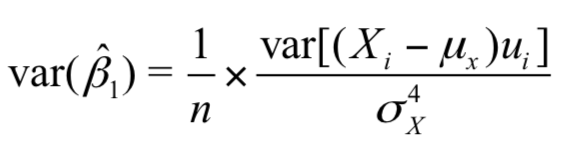 var(β̂₁) = 1/n × var[(Xᵢ − μₓ)uᵢ]/σ⁴_X